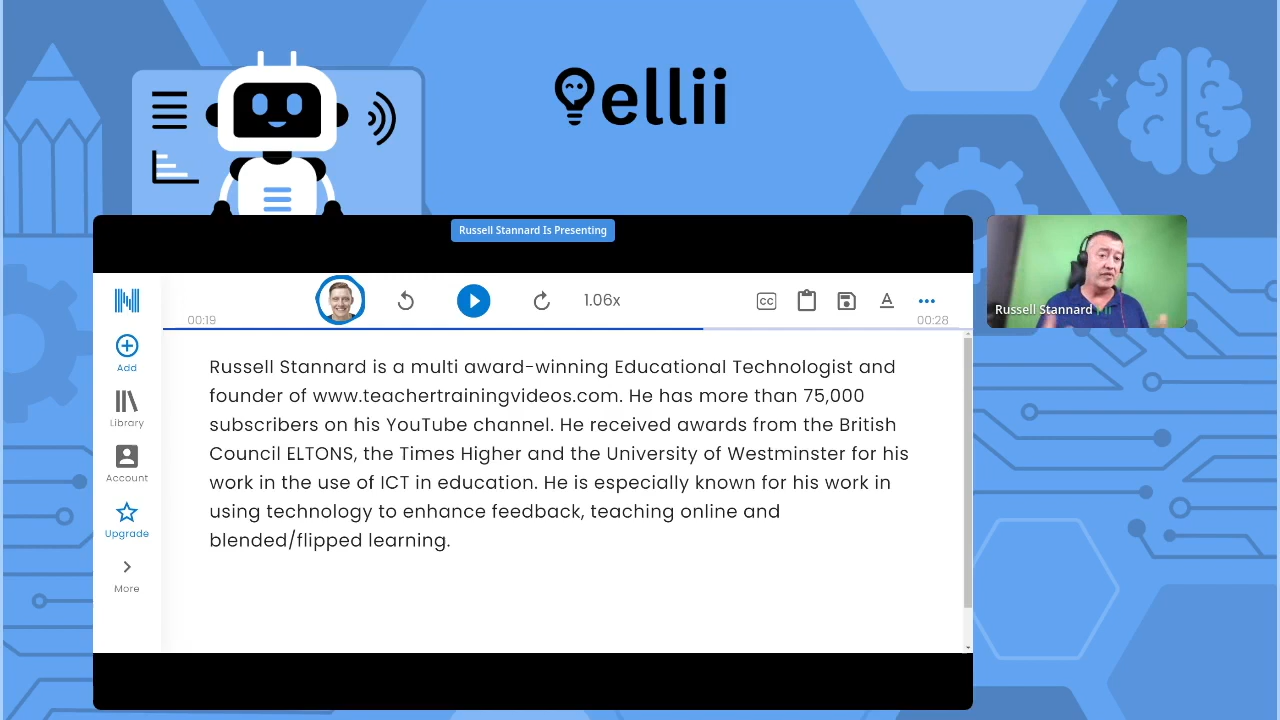 ellii
Russell Stannard Is Presenting
1.06x
CC
A
00:19
00:28
Add
Library
Account
Upgrade
More
Russell Stannard is a multi award-winning Educational Technologist and
founder of www.teachertrainingvideos.com. He has more than 75,000
subscribers on his YouTube channel. He received awards from the British
Council ELTONS, the Times Higher and the University of Westminster for his
work in the use of ICT in education. He is especially known for his work in
using technology to enhance feedback, teaching online and
blended/flipped learning.
Russell Stannard